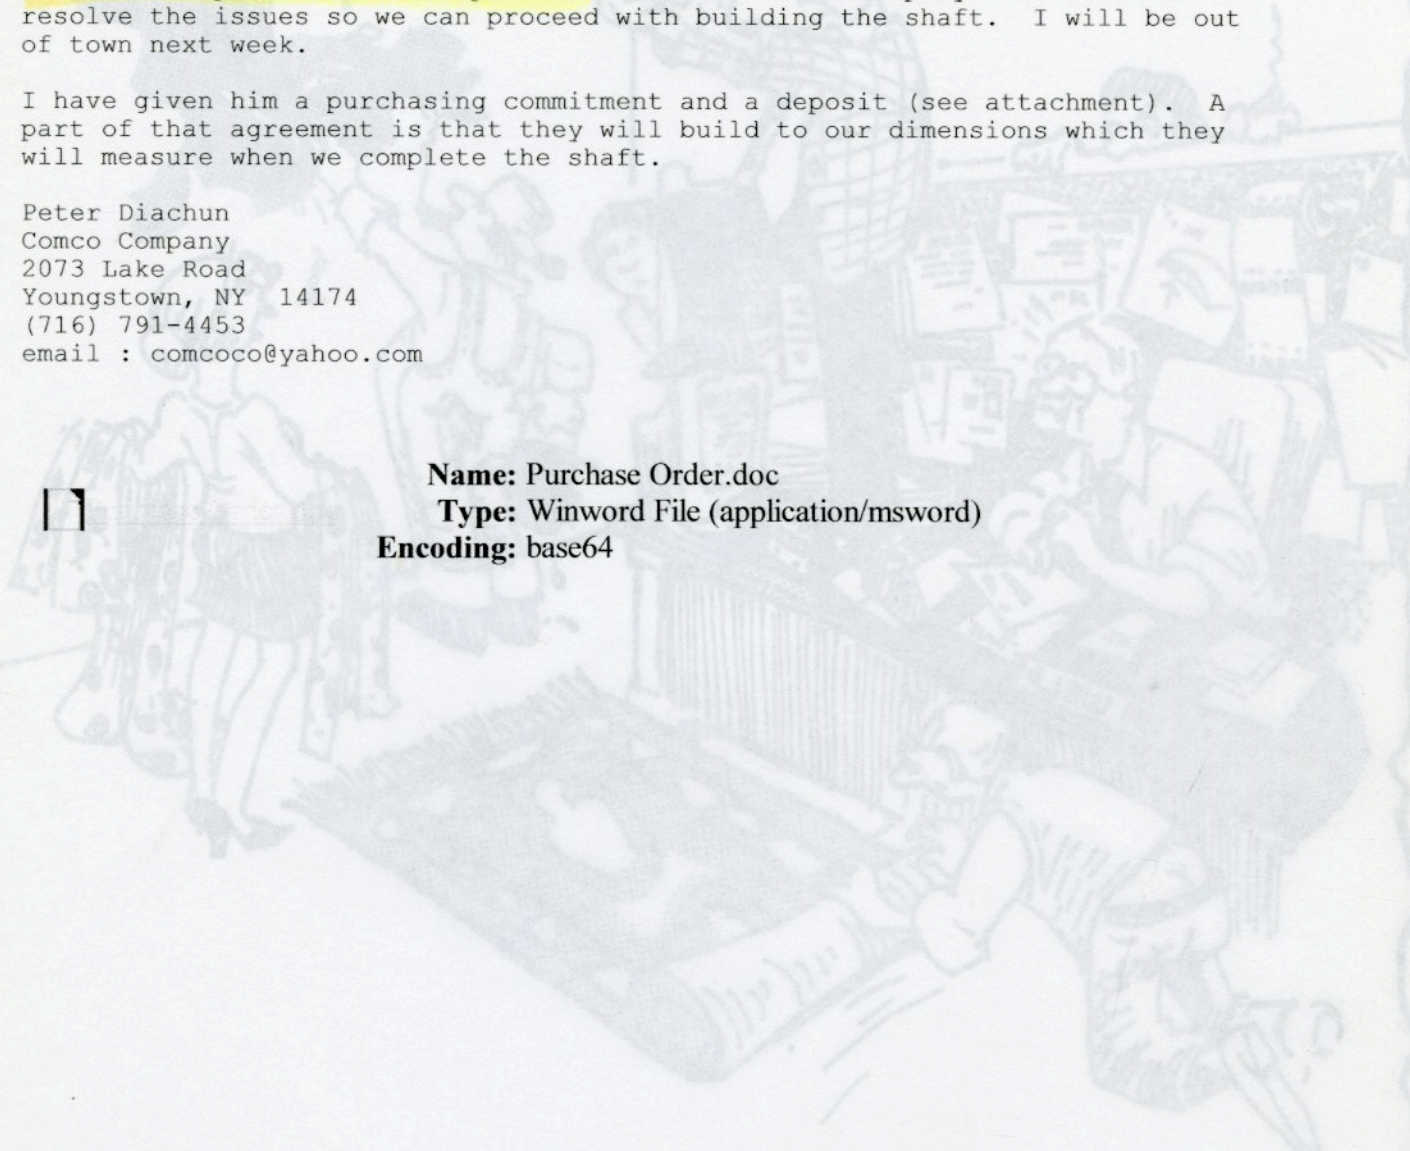 resolve the issues so we can proceed with building the shaft.  I will be out
of town next week.
I have given him a purchasing commitment and a deposit (see attachment).  A
part of that agreement is that they will build to our dimensions which they
will measure when we complete the shaft.
Peter Diachun
Comco Company
2073 Lake Road
Youngstown, NY  14174
(716) 791-4453
email : comcoco@yahoo.com
Name: Purchase Order.doc
Type: Winword File (application/msword)
Encoding: base64